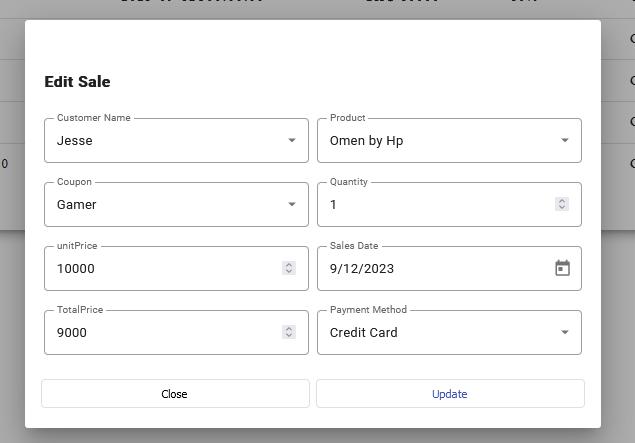 Edit Sale
Customer Name
Jesse
Product
Omen by Hp
Coupon
Gamer
Quantity
1
unitPrice
10000
Sales Date
9/12/2023
TotalPrice
9000
Payment Method
Credit Card
Close
Update